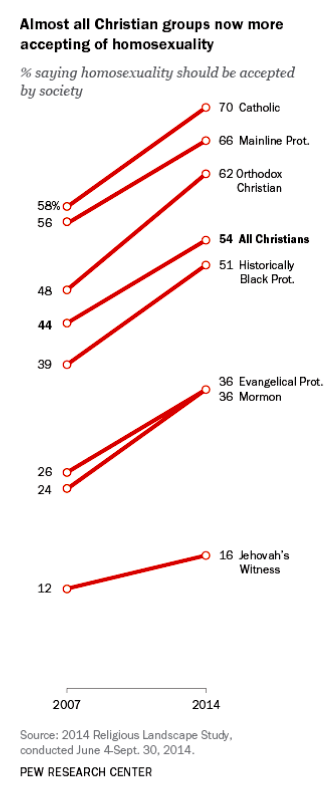 Almost all Christian groups now more
accepting of homosexuality
% saying homosexuality should be accepted
by society
70 Catholic
66 Mainline Prot.
62 Orthodox
Christian
58%
56
54 All Christians
51 Historically
Black Prot.
48
44
39
36 Evangelical Prot.
36 Mormon
26
24
16 Jehovah's
Witness
12
2007 2014
Source: 2014 Religious Landscape Study,
conducted June 4-Sept. 30, 2014.
PEW RESEARCH CENTER